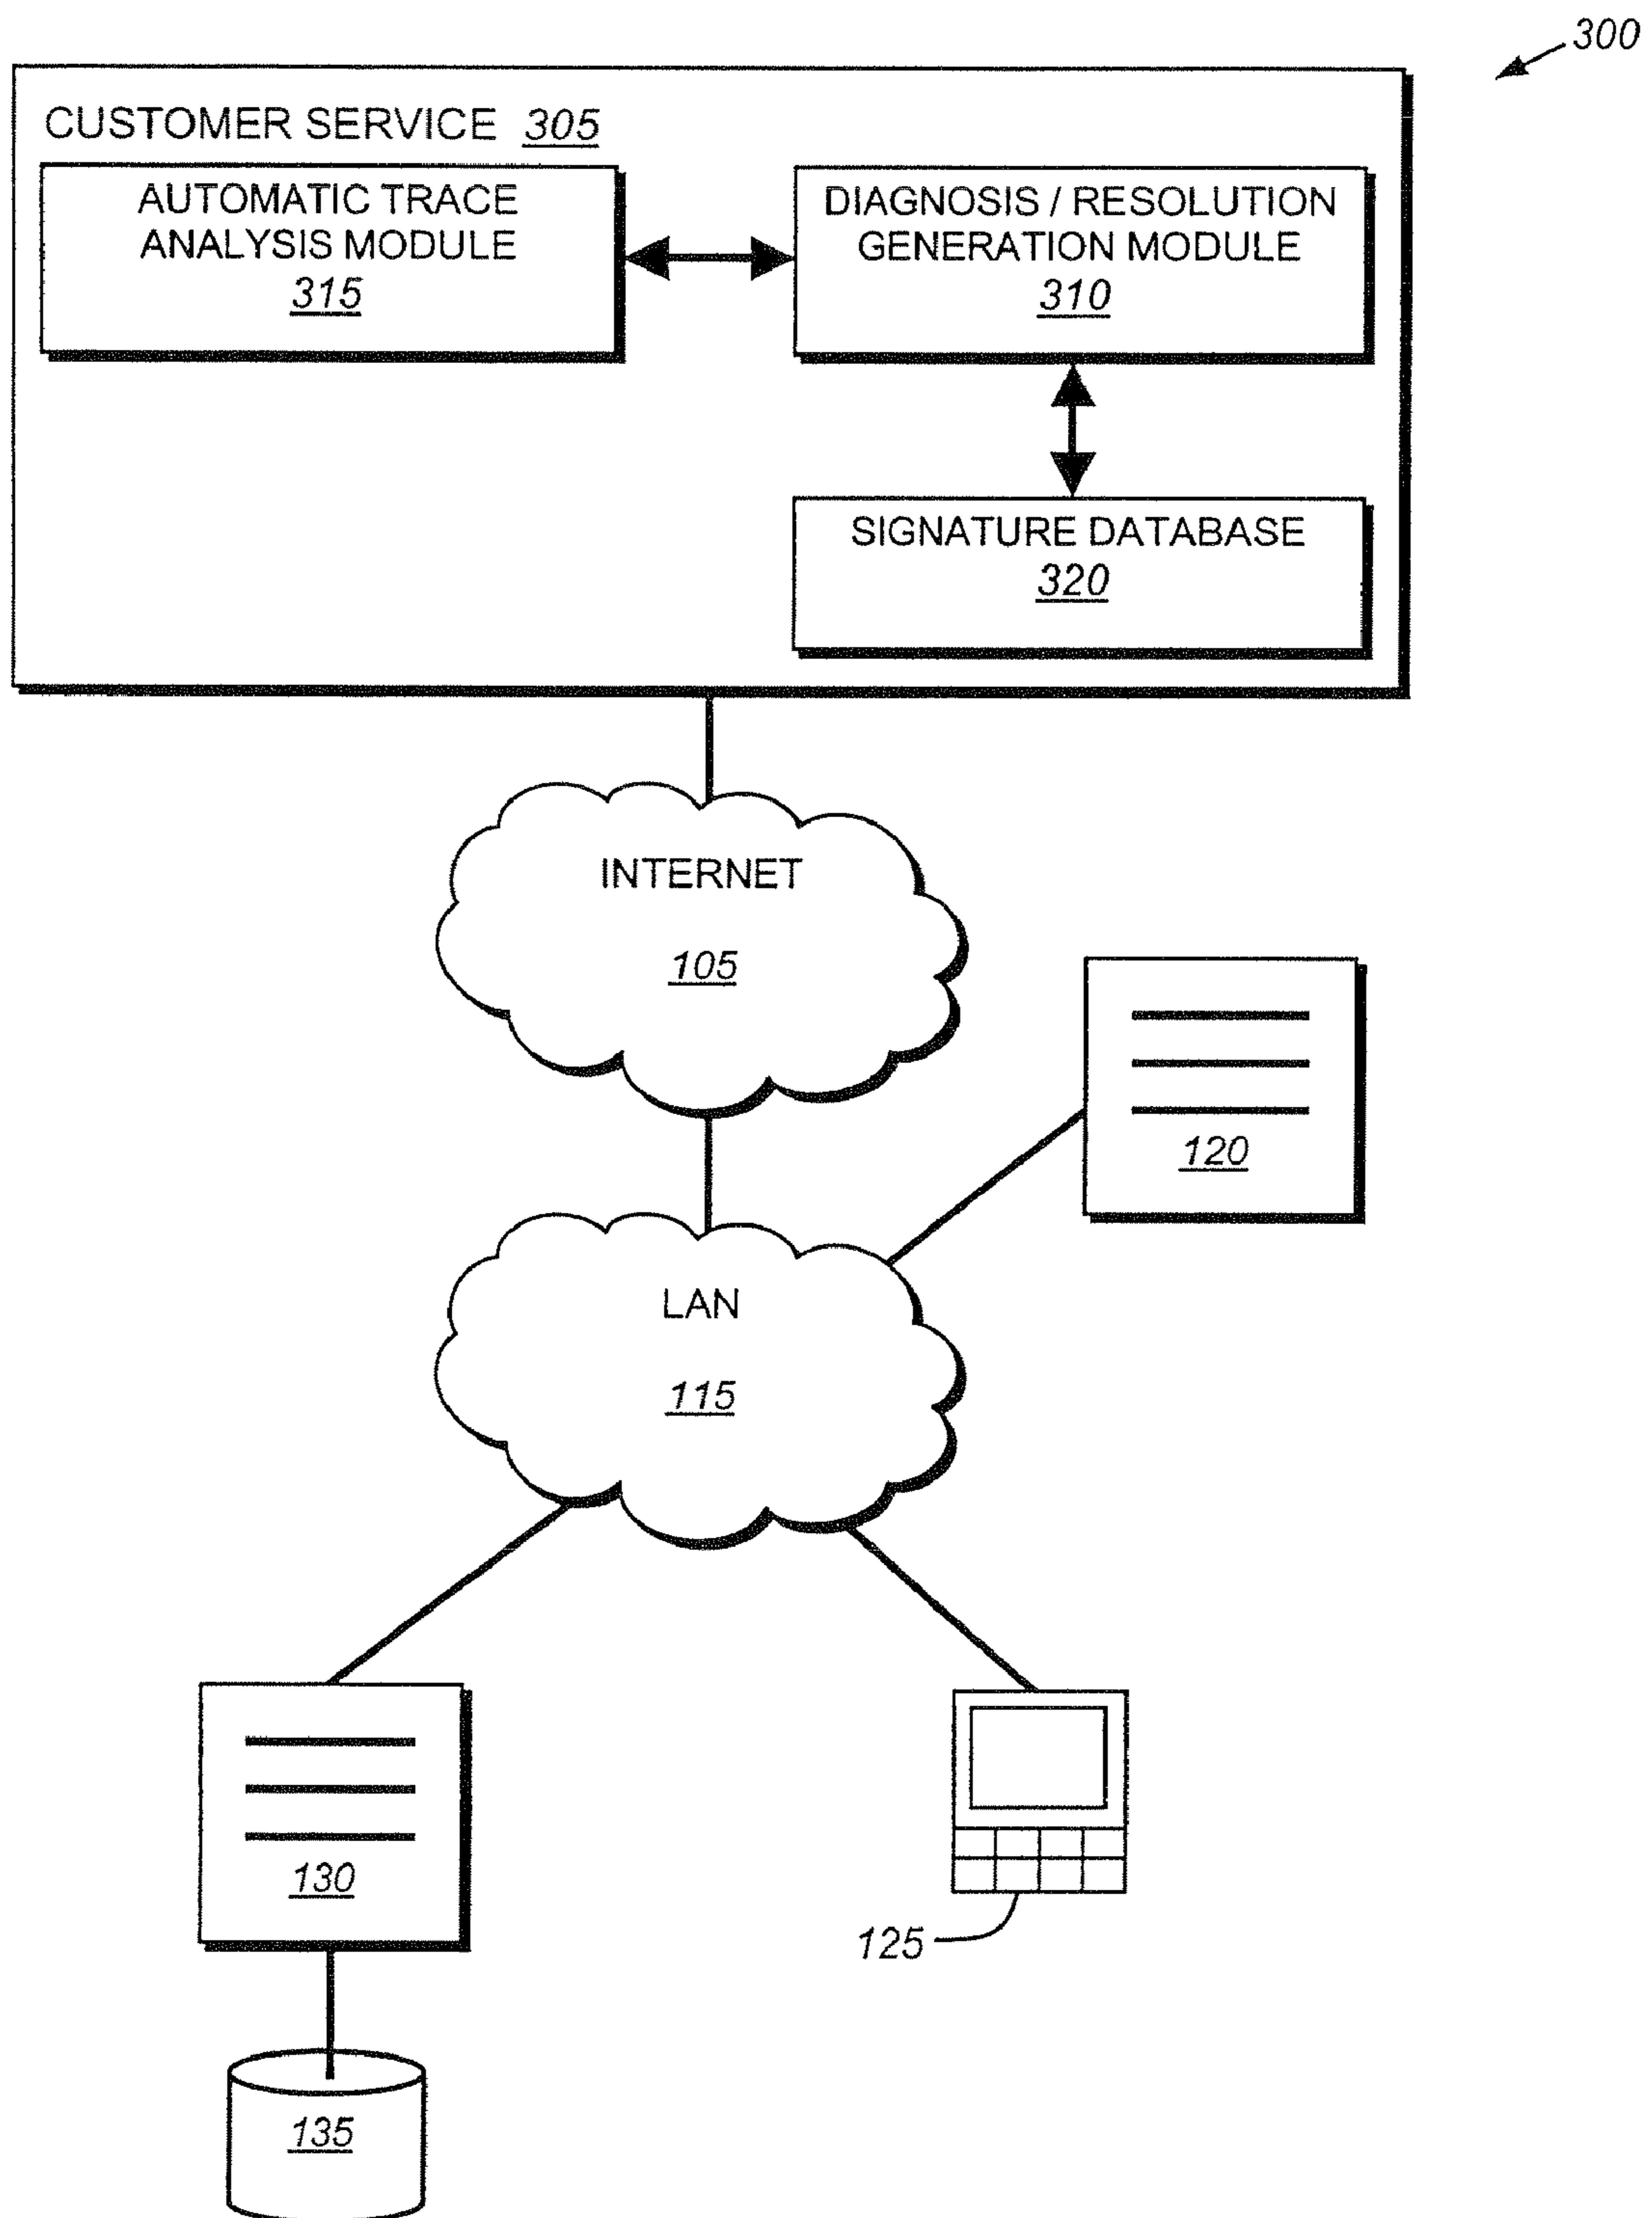 300
CUSTOMER SERVICE 305
AUTOMATIC TRACE
ANALYSIS MODULE
315
DIAGNOSIS / RESOLUTION
GENERATION MODULE
310
SIGNATURE DATABASE
320
INTERNET
105
120
LAN
115
130
125
135